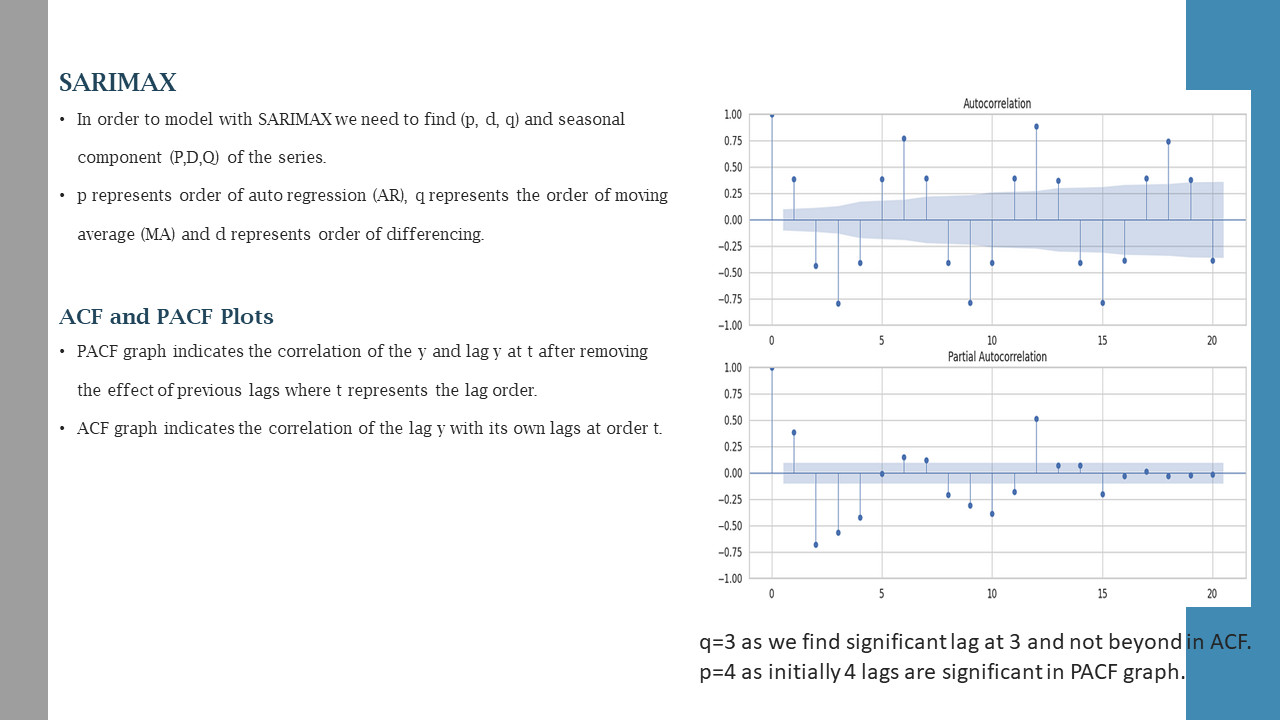 SARIMAX
• In order to model with SARIMAX we need to find (p, d, q) and seasonal
component (P,D,Q) of the series.
• p represents order of auto regression (AR), q represents the order of moving
average (MA) and d represents order of differencing.
ACF and PACF Plots
• PACF graph indicates the correlation of the y and lag y at t after removing
the effect of previous lags where t represents the lag order.
• ACF graph indicates the correlation of the lag y with its own lags at order t.
Autocorrelation
1.00
0.75
0.50
0.25
0.00
−0.25
−0.50
−0.75
−1.00
0 5 10 15 20
Partial Autocorrelation
1.00
0.75
0.50
0.25
0.00
−0.25
−0.50
−0.75
−1.00
0 5 10 15 20
q=3 as we find significant lag at 3 and not beyond in ACF.
p=4 as initially 4 lags are significant in PACF graph.